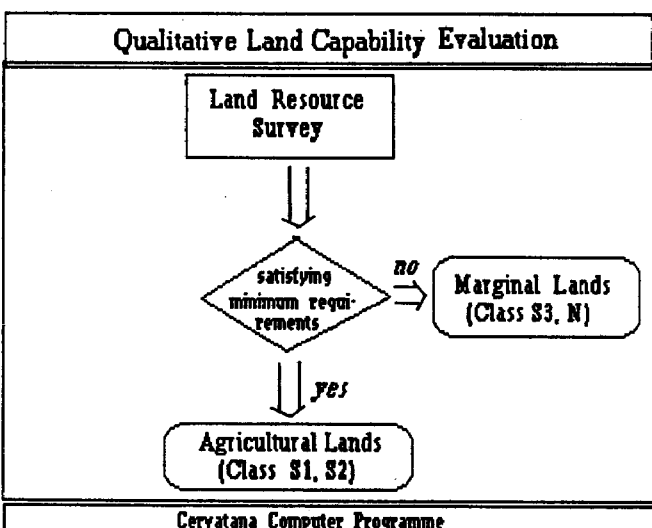 Qualitative Land Capability Evaluation
Land Resource
Survey
satisfying
minimum requi-
rements
no
Marginal Lands
(Class S3, N)
yes
Agricultural Lands
(Class S1, S2)
Cervatana Computer Programme